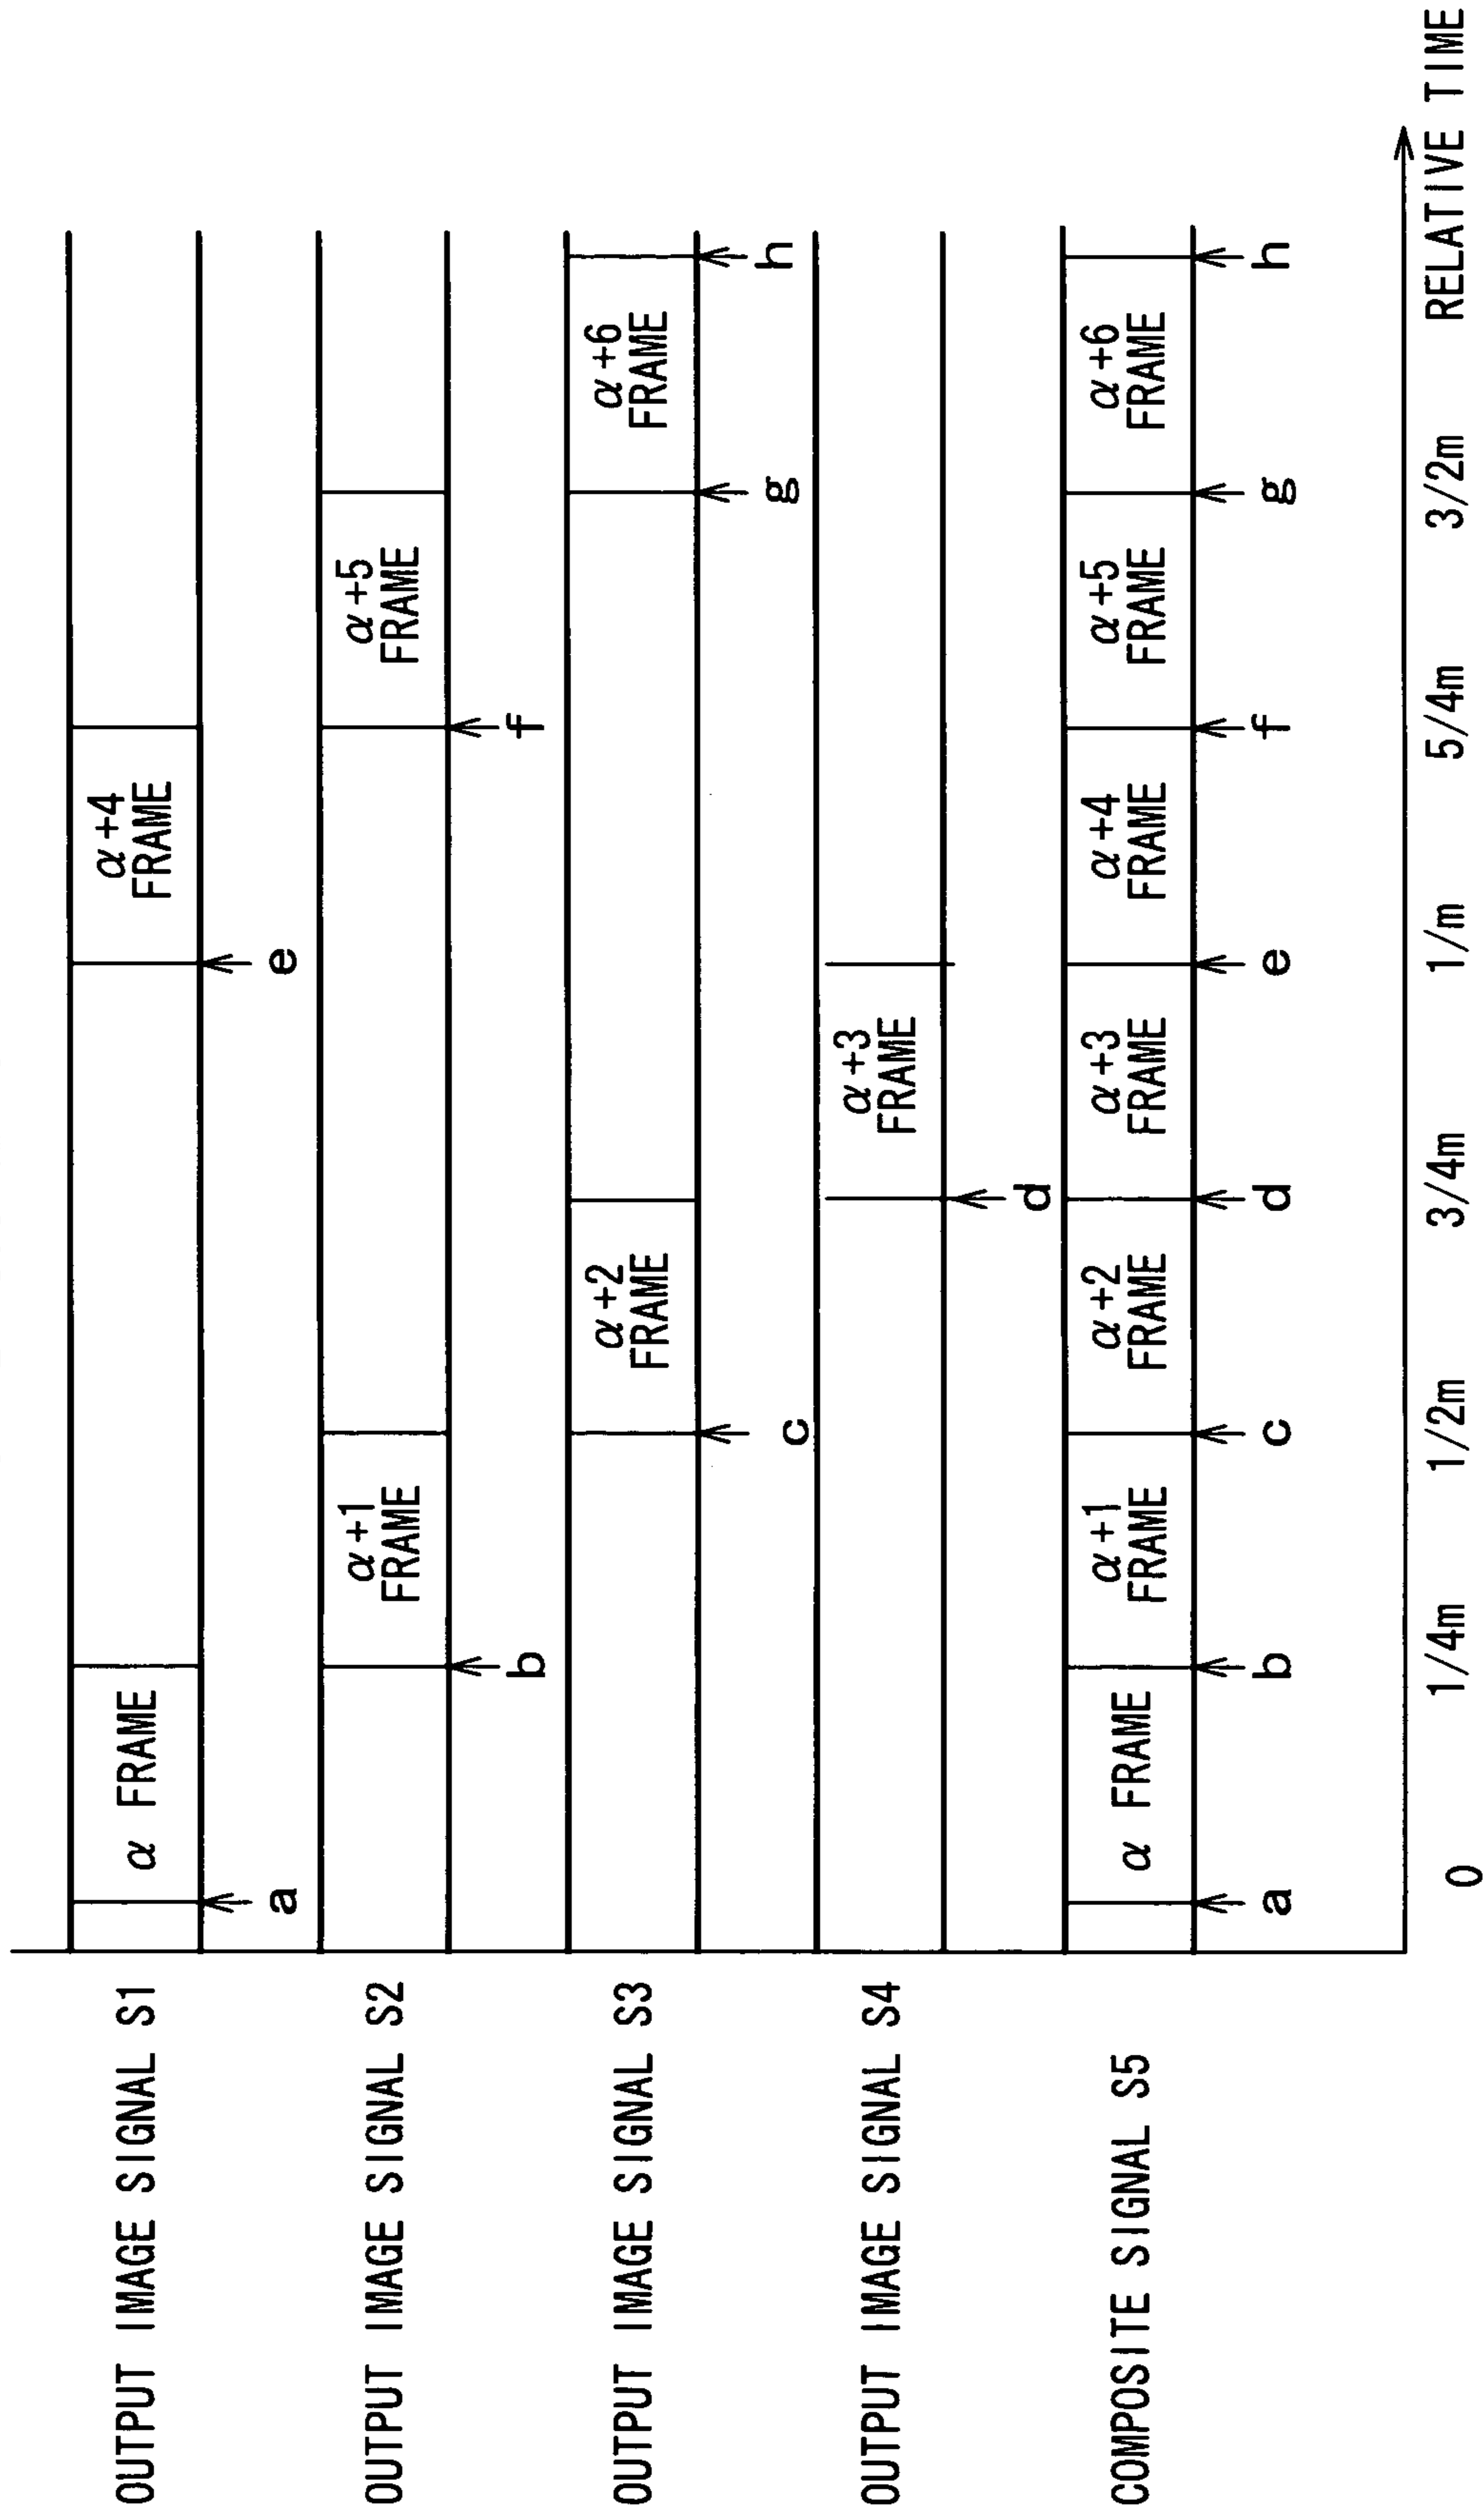 OUTPUT IMAGE SIGNAL S1
α FRAME
α+4
FRAME
a
e
OUTPUT IMAGE SIGNAL S2
α+1
FRAME
α+5
FRAME
b
f
OUTPUT IMAGE SIGNAL S3
α+2
FRAME
α+6
FRAME
c
g
h
OUTPUT IMAGE SIGNAL S4
α+3
FRAME
d
COMPOSITE SIGNAL S5
α FRAME
α+1
FRAME
α+2
FRAME
α+3
FRAME
α+4
FRAME
α+5
FRAME
α+6
FRAME
a
b
c
d
e
f
g
h
0
1/4m
1/2m
3/4m
1/m
5/4m
3/2m
RELATIVE TIME